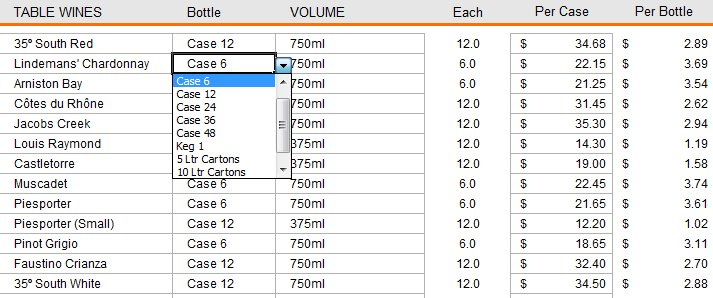 TABLE WINES Bottle VOLUME Each Per Case Per Bottle
35º South Red Case 12 750ml 12.0 $ 34.68 $ 2.89
Lindemans' Chardonnay Case 6 750ml 6.0 $ 22.15 $ 3.69
Arniston Bay Case 6 750ml 6.0 $ 21.25 $ 3.54
Côtes du Rhône Case 12 750ml 12.0 $ 31.45 $ 2.62
Jacobs Creek Case 24 750ml 12.0 $ 35.30 $ 2.94
Louis Raymond Case 36 375ml 12.0 $ 14.30 $ 1.19
Castletorre Case 48 375ml 12.0 $ 19.00 $ 1.58
Keg 1
5 Ltr Cartons
10 Ltr Cartons
Muscadet Case 6 750ml 6.0 $ 22.45 $ 3.74
Piesporter Case 6 750ml 6.0 $ 21.65 $ 3.61
Piesporter (Small) Case 12 375ml 12.0 $ 12.20 $ 1.02
Pinot Grigio Case 6 750ml 6.0 $ 18.65 $ 3.11
Faustino Crianza Case 12 750ml 12.0 $ 32.40 $ 2.70
35º South White Case 12 750ml 12.0 $ 34.50 $ 2.88